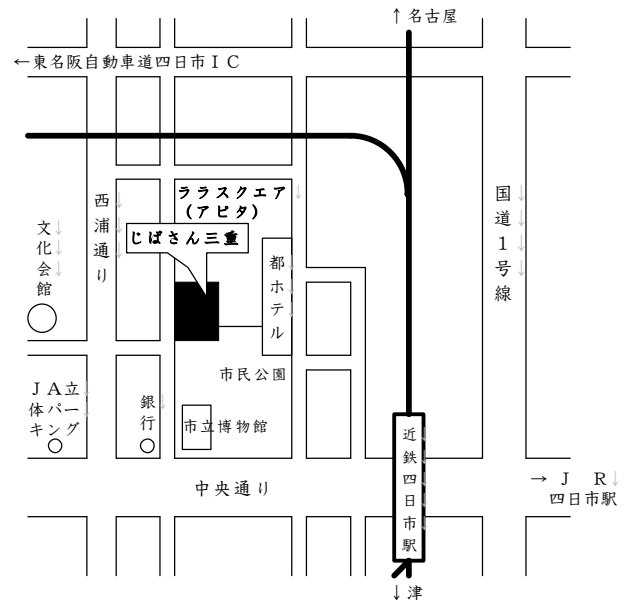 ↑名古屋
←東名阪自動車道四日市ＩＣ
ララスクエア
(アピタ)
西浦通り
国道１号線
文化会館
じばさん三重
都ホテル
市民公園
ＪＡ立
体パー
キング
銀行
市立博物館
近鉄四日市駅
中央通り
→ Ｊ Ｒ
四日市駅
↓津